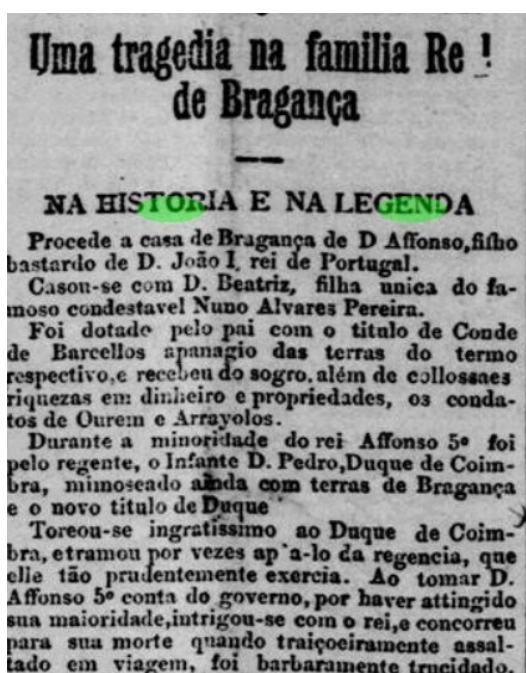 Uma tragedia na familia Re !
de Bragança
NA HISTORIA E NA LEGENDA
Procede a casa de Bragança de D Affonso, filho
bastardo de D. João I, rei de Portugal.
Casou-se com D. Beatriz, filha unica do fa-
moso condestavel Nuno Alvares Pereira.
Foi dotado pelo pai com o titulo de Conde
de Barcellos apanagio das terras do termo
respectivo, e recebeu do sogro. além de collossaes
riquezas em dinheiro e propriedades, os conda-
tos de Ourem e Arrayolos.
Durante a minoridade do rei Affonso 5º foi
pelo regente, o Infante D. Pedro, Duque de Coim-
bra, mimoseado ainda com terras de Bragança
e o novo titulo de Duque
Toreou-se ingratissimo ao Duque de Coim-
bra, e tramou por vezes ap'a-lo da regencia, que
elle tão prudentemente exercia. Ao tomar D.
Affonso 5º conta do governo, por haver attingido
sua maioridade, intrigou-se com o rei, e concorreu
para sua morte quando traiçoeiramente assal-
tado em viagem, foi barbaramente trucidado.